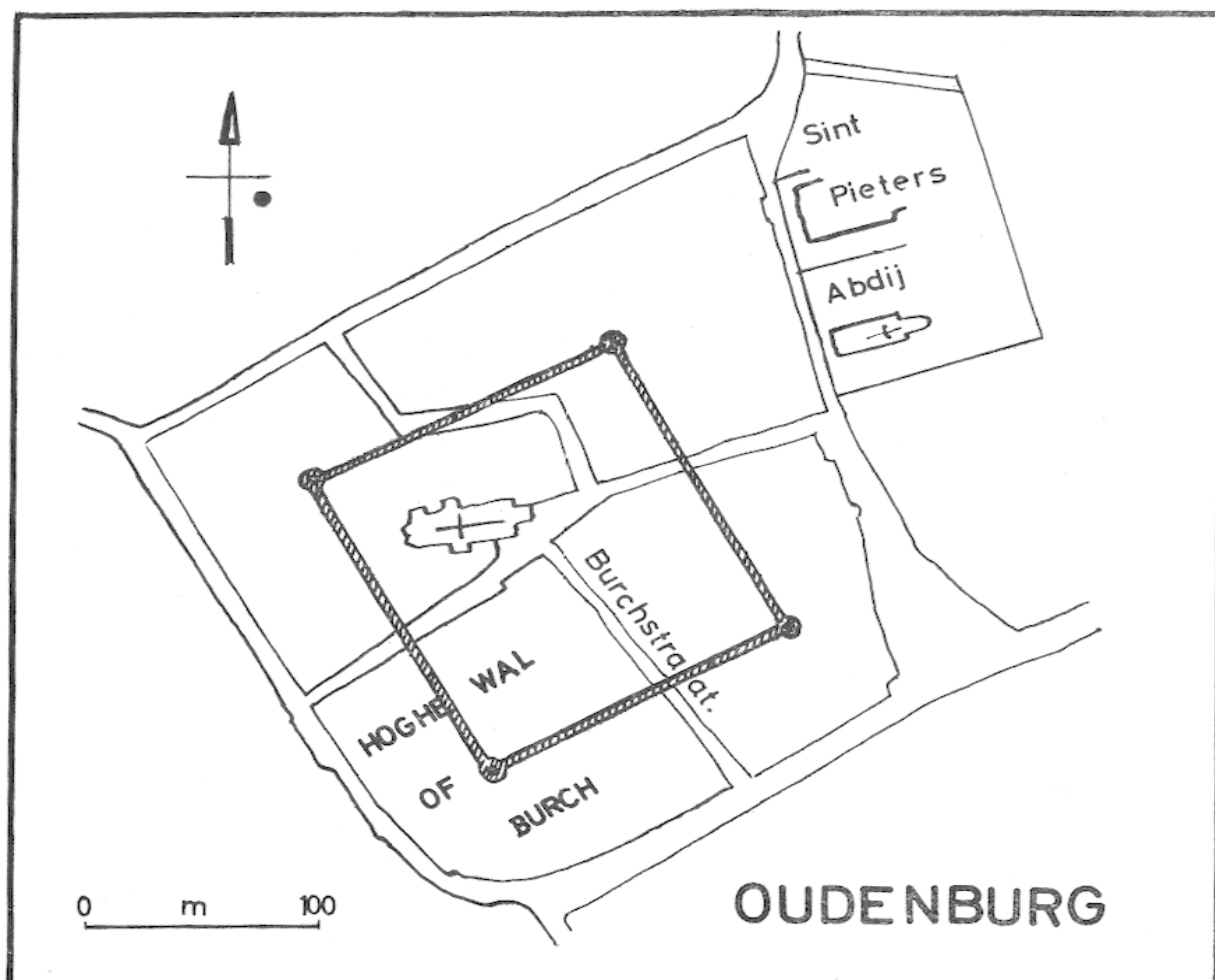 Sint
Pieters
Abdij
Burchstraat.
HOGHE WAL
OF
BURCH
0 m 100
OUDENBURG